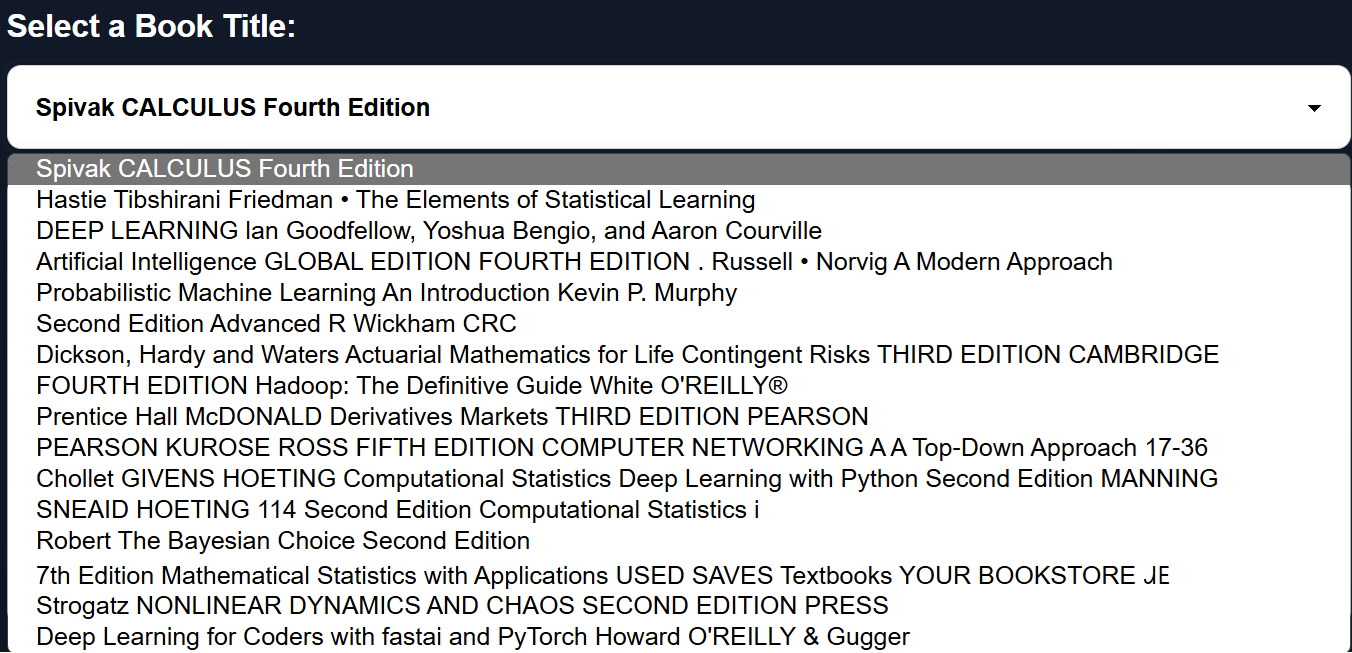 Select a Book Title:
Spivak CALCULUS Fourth Edition
Spivak CALCULUS Fourth Edition
Hastie Tibshirani Friedman • The Elements of Statistical Learning
DEEP LEARNING Ian Goodfellow, Yoshua Bengio, and Aaron Courville
Artificial Intelligence GLOBAL EDITION FOURTH EDITION . Russell • Norvig A Modern Approach
Probabilistic Machine Learning An Introduction Kevin P. Murphy
Second Edition Advanced R Wickham CRC
Dickson, Hardy and Waters Actuarial Mathematics for Life Contingent Risks THIRD EDITION CAMBRIDGE
FOURTH EDITION Hadoop: The Definitive Guide White O'REILLY®
Prentice Hall McDONALD Derivatives Markets THIRD EDITION PEARSON
PEARSON KUROSE ROSS FIFTH EDITION COMPUTER NETWORKING A A Top-Down Approach 17-36
Chollet GIVENS HOETING Computational Statistics Deep Learning with Python Second Edition MANNING
SNEAID HOETING 114 Second Edition Computational Statistics i
Robert The Bayesian Choice Second Edition
7th Edition Mathematical Statistics with Applications USED SAVES Textbooks YOUR BOOKSTORE JE
Strogatz NONLINEAR DYNAMICS AND CHAOS SECOND EDITION PRESS
Deep Learning for Coders with fastai and PyTorch Howard O'REILLY & Gugger